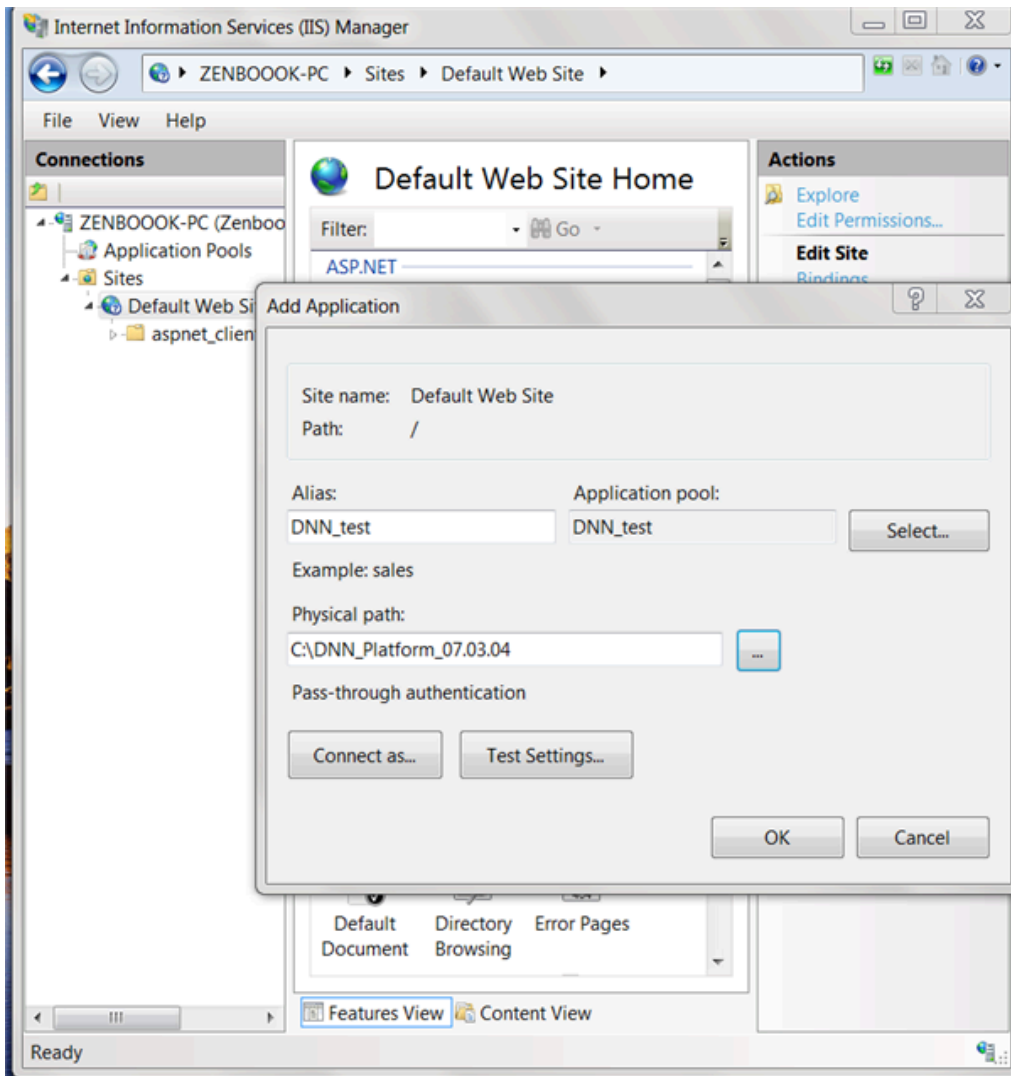 Internet Information Services (IIS) Manager
ZENBOOOK-PC Sites Default Web Site
File View Help
Connections
ZENBOOOK-PC (Zenboo
Application Pools
Sites
Default Web Si
aspnet_clien
Default Web Site Home
Filter: Go
ASP.NET
Actions
Explore
Edit Permissions...
Edit Site
Bindings
Add Application
Site name: Default Web Site
Path: /
Alias:
Application pool:
DNN_test
DNN_test
Select...
Example: sales
Physical path:
C:\DNN_Platform_07.03.04
...
Pass-through authentication
Connect as...
Test Settings...
OK
Cancel
Default
Document
Directory
Browsing
Error Pages
Features View
Content View
Ready